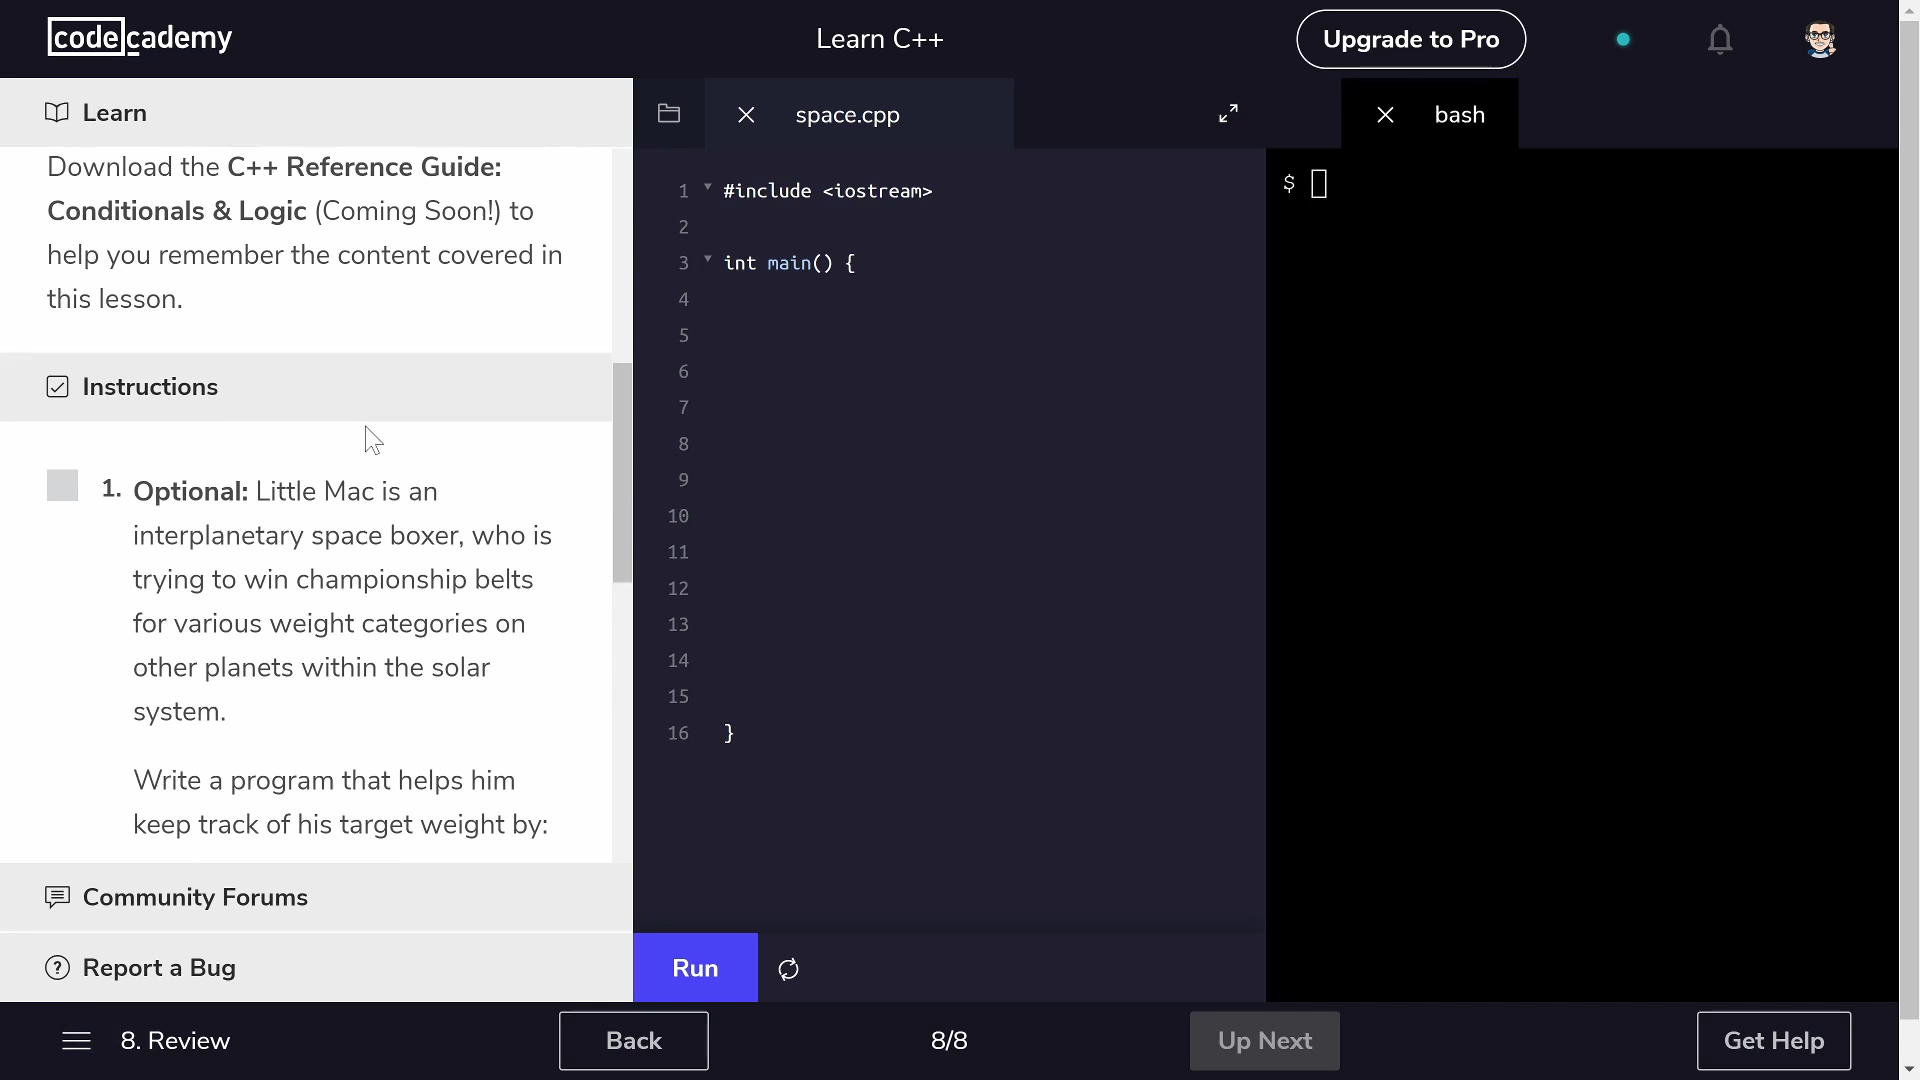 codecademy
Learn C++
Upgrade to Pro
Learn
Download the C++ Reference Guide:
Conditionals & Logic (Coming Soon!) to
help you remember the content covered in
this lesson.
Instructions
1. Optional: Little Mac is an
interplanetary space boxer, who is
trying to win championship belts
for various weight categories on
other planets within the solar
system.
Write a program that helps him
keep track of his target weight by:
Community Forums
Report a Bug
space.cpp
1 #include <iostream>
2
3 int main() {
4
5
6
7
8
9
10
11
12
13
14
15
16 }
Run
bash
$
8. Review
Back
8/8
Up Next
Get Help